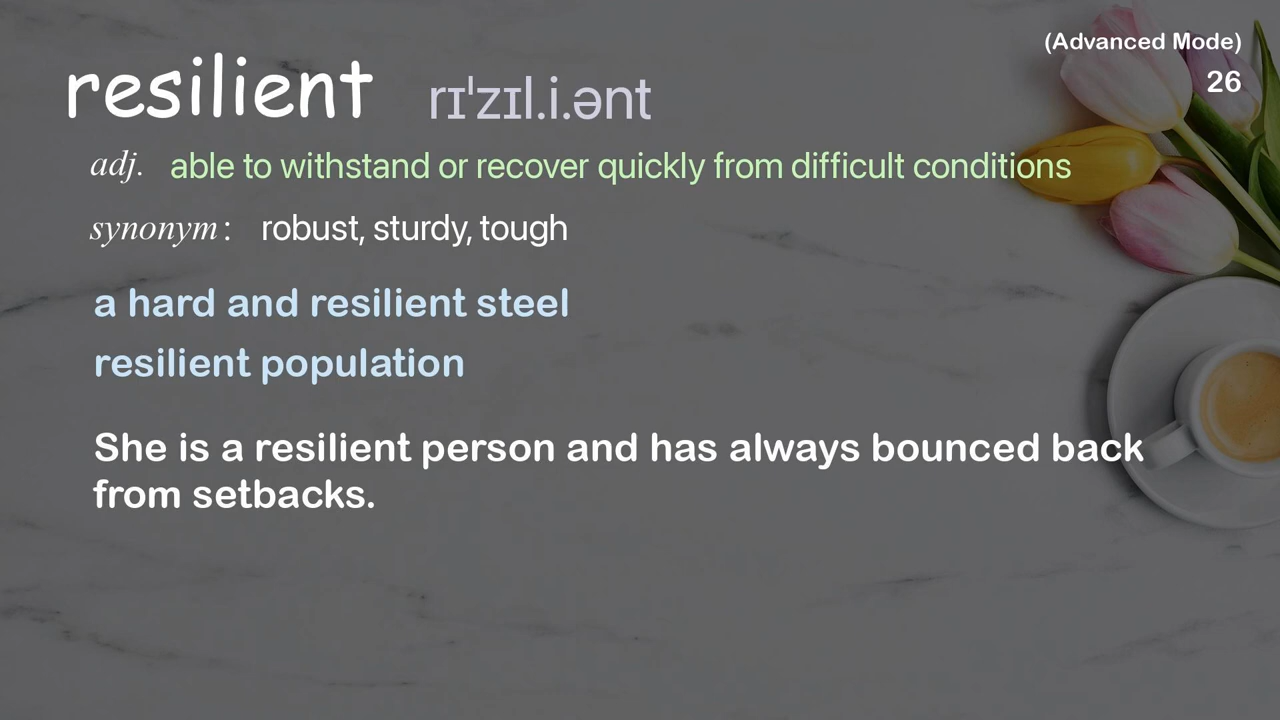 (Advanced Mode)
26
resilient rɪˈzɪl.i.ənt
adj. able to withstand or recover quickly from difficult conditions
synonym: robust, sturdy, tough
a hard and resilient steel
resilient population
She is a resilient person and has always bounced back
from setbacks.